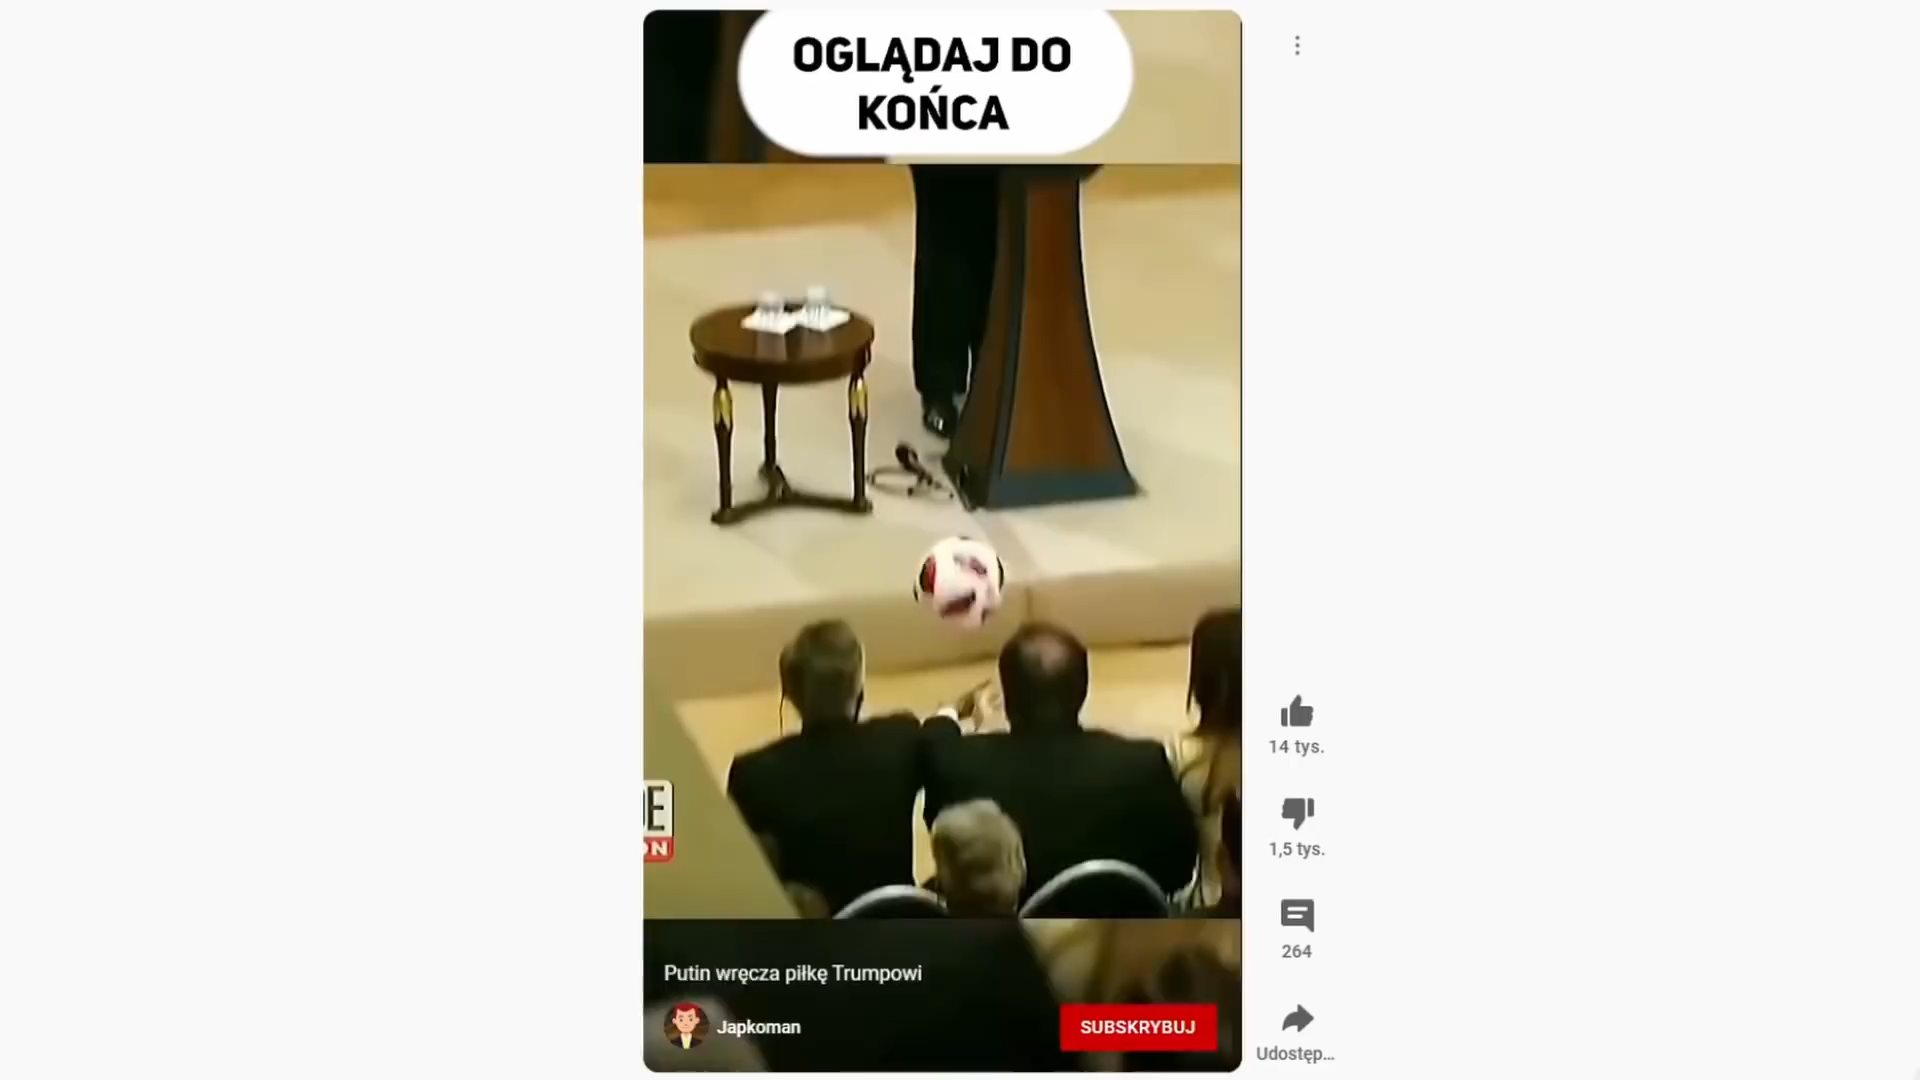 OGLĄDAJ DO
KOŃCA
14 tys.
1,5 tys.
264
Putin wręcza piłkę Trumpowi
Japkoman
SUBSKRYBUJ
Udostęp...